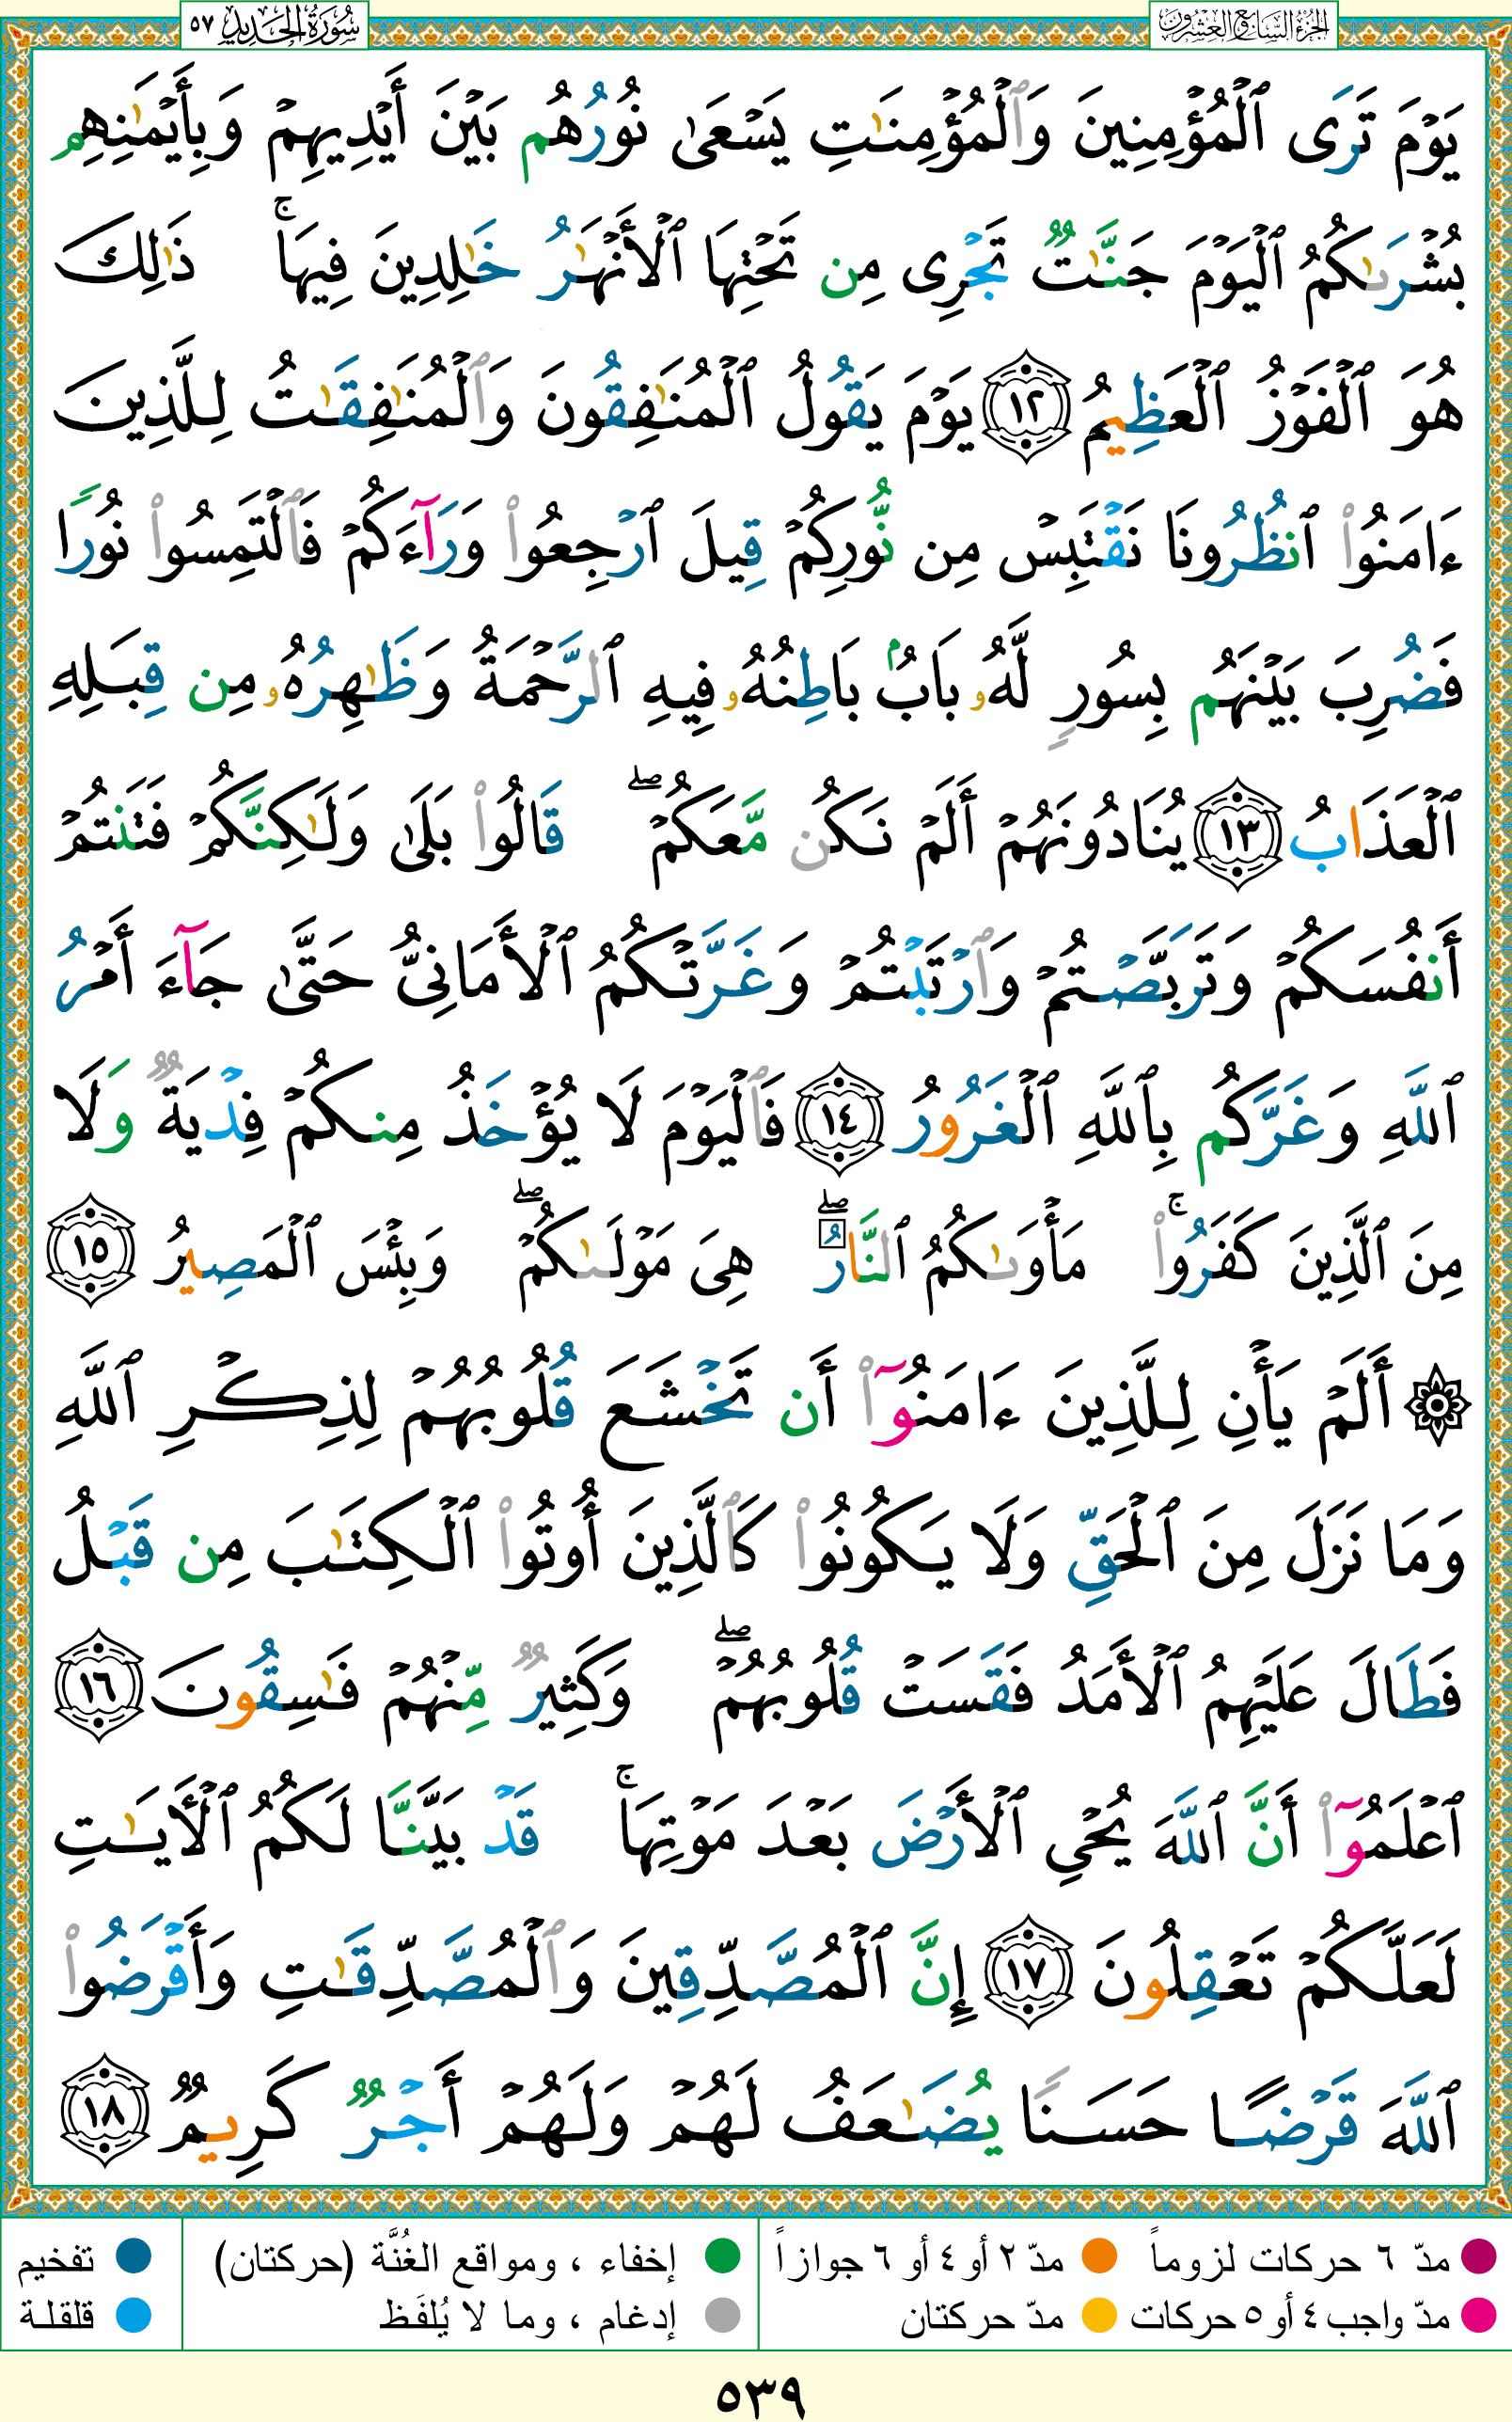 الجزء السابع والعشرون
سورة الحديد ٥٧
يَوْمَ تَرَى ٱلْمُؤْمِنِينَ وَٱلْمُؤْمِنَٰتِ يَسْعَىٰ نُورُهُم بَيْنَ أَيْدِيهِمْ وَبِأَيْمَٰنِهِم
بُشْرَىٰكُمُ ٱلْيَوْمَ جَنَّٰتٌ تَجْرِى مِن تَحْتِهَا ٱلْأَنْهَٰرُ خَٰلِدِينَ فِيهَا ۚ ذَٰلِكَ
هُوَ ٱلْفَوْزُ ٱلْعَظِيمُ ١٢ يَوْمَ يَقُولُ ٱلْمُنَٰفِقُونَ وَٱلْمُنَٰفِقَٰتُ لِلَّذِينَ
ءَامَنُوا۟ ٱنظُرُونَا نَقْتَبِسْ مِن نُّورِكُمْ قِيلَ ٱرْجِعُوا۟ وَرَآءَكُمْ فَٱلْتَمِسُوا۟ نُورًا
فَضُرِبَ بَيْنَهُم بِسُورٍ لَّهُۥ بَابٌۢ بَاطِنُهُۥ فِيهِ ٱلرَّحْمَةُ وَظَٰهِرُهُۥ مِن قِبَلِهِ
ٱلْعَذَابُ ١٣ يُنَادُونَهُمْ أَلَمْ نَكُن مَّعَكُمْ ۖ قَالُوا۟ بَلَىٰ وَلَٰكِنَّكُمْ فَتَنتُمْ
أَنفُسَكُمْ وَتَرَبَّصْتُمْ وَٱرْتَبْتُمْ وَغَرَّتْكُمُ ٱلْأَمَانِىُّ حَتَّىٰ جَآءَ أَمْرُ
ٱللَّهِ وَغَرَّكُم بِٱللَّهِ ٱلْغَرُورُ ١٤ فَٱلْيَوْمَ لَا يُؤْخَذُ مِنكُمْ فِدْيَةٌ وَلَا
مِنَ ٱلَّذِينَ كَفَرُوا۟ ۚ مَأْوَىٰكُمُ ٱلنَّارُ ۖ هِىَ مَوْلَىٰكُمْ ۖ وَبِئْسَ ٱلْمَصِيرُ ١٥
۞ أَلَمْ يَأْنِ لِلَّذِينَ ءَامَنُوٓا۟ أَن تَخْشَعَ قُلُوبُهُمْ لِذِكْرِ ٱللَّهِ
وَمَا نَزَلَ مِنَ ٱلْحَقِّ وَلَا يَكُونُوا۟ كَٱلَّذِينَ أُوتُوا۟ ٱلْكِتَٰبَ مِن قَبْلُ
فَطَالَ عَلَيْهِمُ ٱلْأَمَدُ فَقَسَتْ قُلُوبُهُمْ ۖ وَكَثِيرٌ مِّنْهُمْ فَٰسِقُونَ ١٦
ٱعْلَمُوٓا۟ أَنَّ ٱللَّهَ يُحْىِ ٱلْأَرْضَ بَعْدَ مَوْتِهَا ۚ قَدْ بَيَّنَّا لَكُمُ ٱلْـَٔايَٰتِ
لَعَلَّكُمْ تَعْقِلُونَ ١٧ إِنَّ ٱلْمُصَّدِّقِينَ وَٱلْمُصَّدِّقَٰتِ وَأَقْرَضُوا۟
ٱللَّهَ قَرْضًا حَسَنًا يُضَٰعَفُ لَهُمْ وَلَهُمْ أَجْرٌ كَرِيمٌ ١٨
مدّ ٦ حركات لزوماً مدّ ٢ أو ٤ أو ٦ جوازاً إخفاء ، ومواقع الغُنَّة (حركتان) تفخيم
مدّ واجب ٤ أو ٥ حركات مدّ حركتان إدغام ، وما لا يُلفَظ قلقلة
٥٣٩